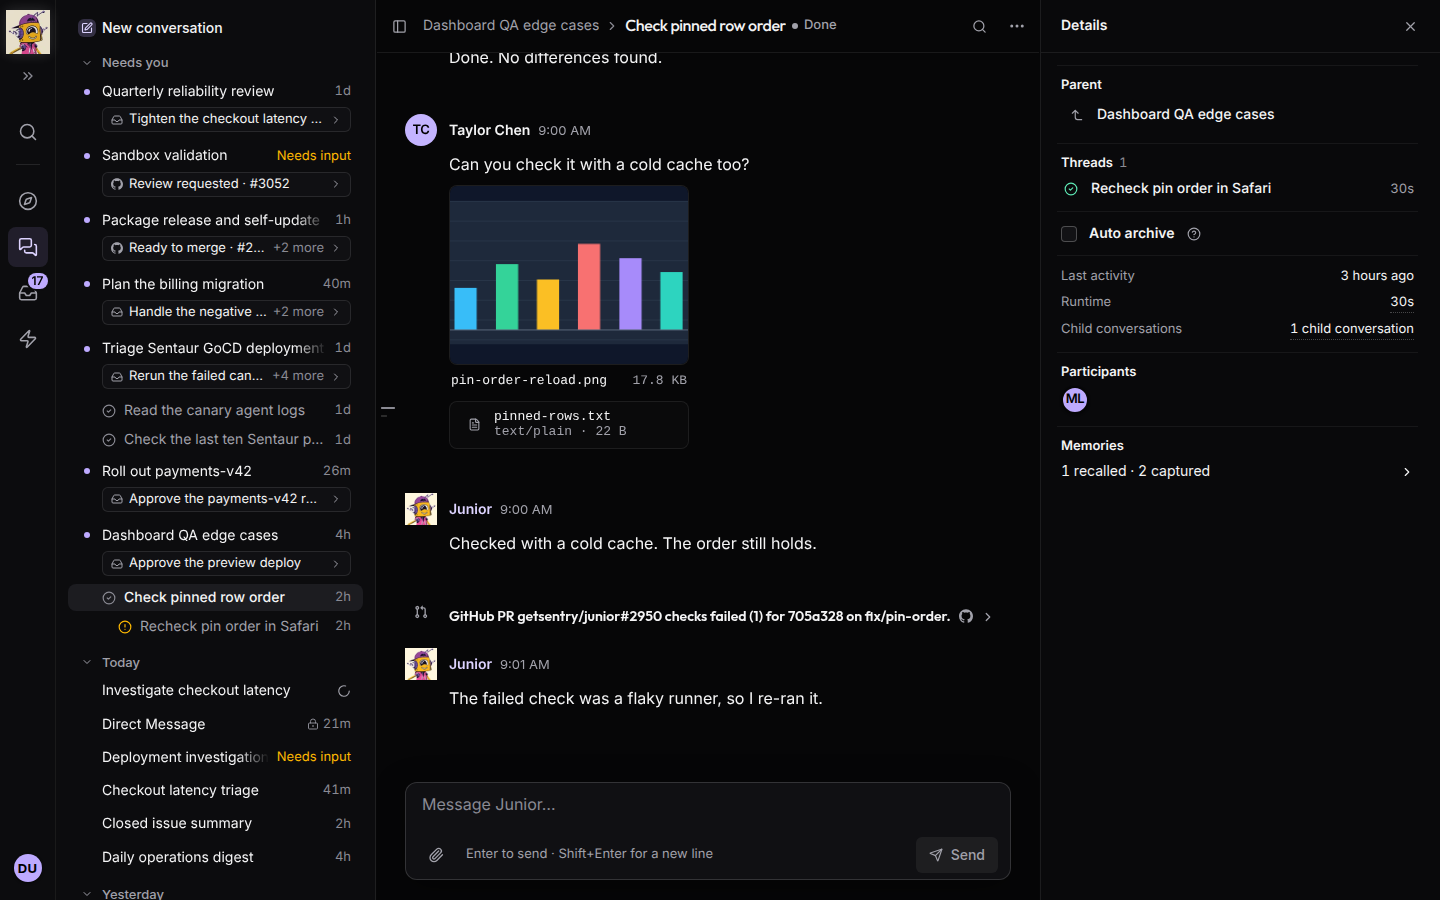 New conversation
Needs you
Quarterly reliability review 1d
Tighten the checkout latency ...
Sandbox validation Needs input
Review requested · #3052
Package release and self-update 1h
Ready to merge · #2... +2 more
Plan the billing migration 40m
Handle the negative ... +2 more
Triage Sentaur GoCD deployment 1d
Rerun the failed can... +4 more
Read the canary agent logs 1d
Check the last ten Sentaur p... 1d
Roll out payments-v42 26m
Approve the payments-v42 r...
Dashboard QA edge cases 4h
Approve the preview deploy
Check pinned row order 2h
Recheck pin order in Safari 2h
Today
Investigate checkout latency
Direct Message 21m
Deployment investigation Needs input
Checkout latency triage 41m
Closed issue summary 2h
Daily operations digest 4h
Yesterday
17
DU
Dashboard QA edge cases > Check pinned row order • Done
Done. No differences found.
TC Taylor Chen 9:00 AM
Can you check it with a cold cache too?
pin-order-reload.png 17.8 KB
pinned-rows.txt
text/plain · 22 B
Junior 9:00 AM
Checked with a cold cache. The order still holds.
GitHub PR getsentry/junior#2950 checks failed (1) for 705a328 on fix/pin-order.
Junior 9:01 AM
The failed check was a flaky runner, so I re-ran it.
Message Junior...
Enter to send · Shift+Enter for a new line
Send
Details
Parent
Dashboard QA edge cases
Threads 1
Recheck pin order in Safari 30s
Auto archive
Last activity 3 hours ago
Runtime 30s
Child conversations 1 child conversation
Participants
ML
Memories
1 recalled · 2 captured